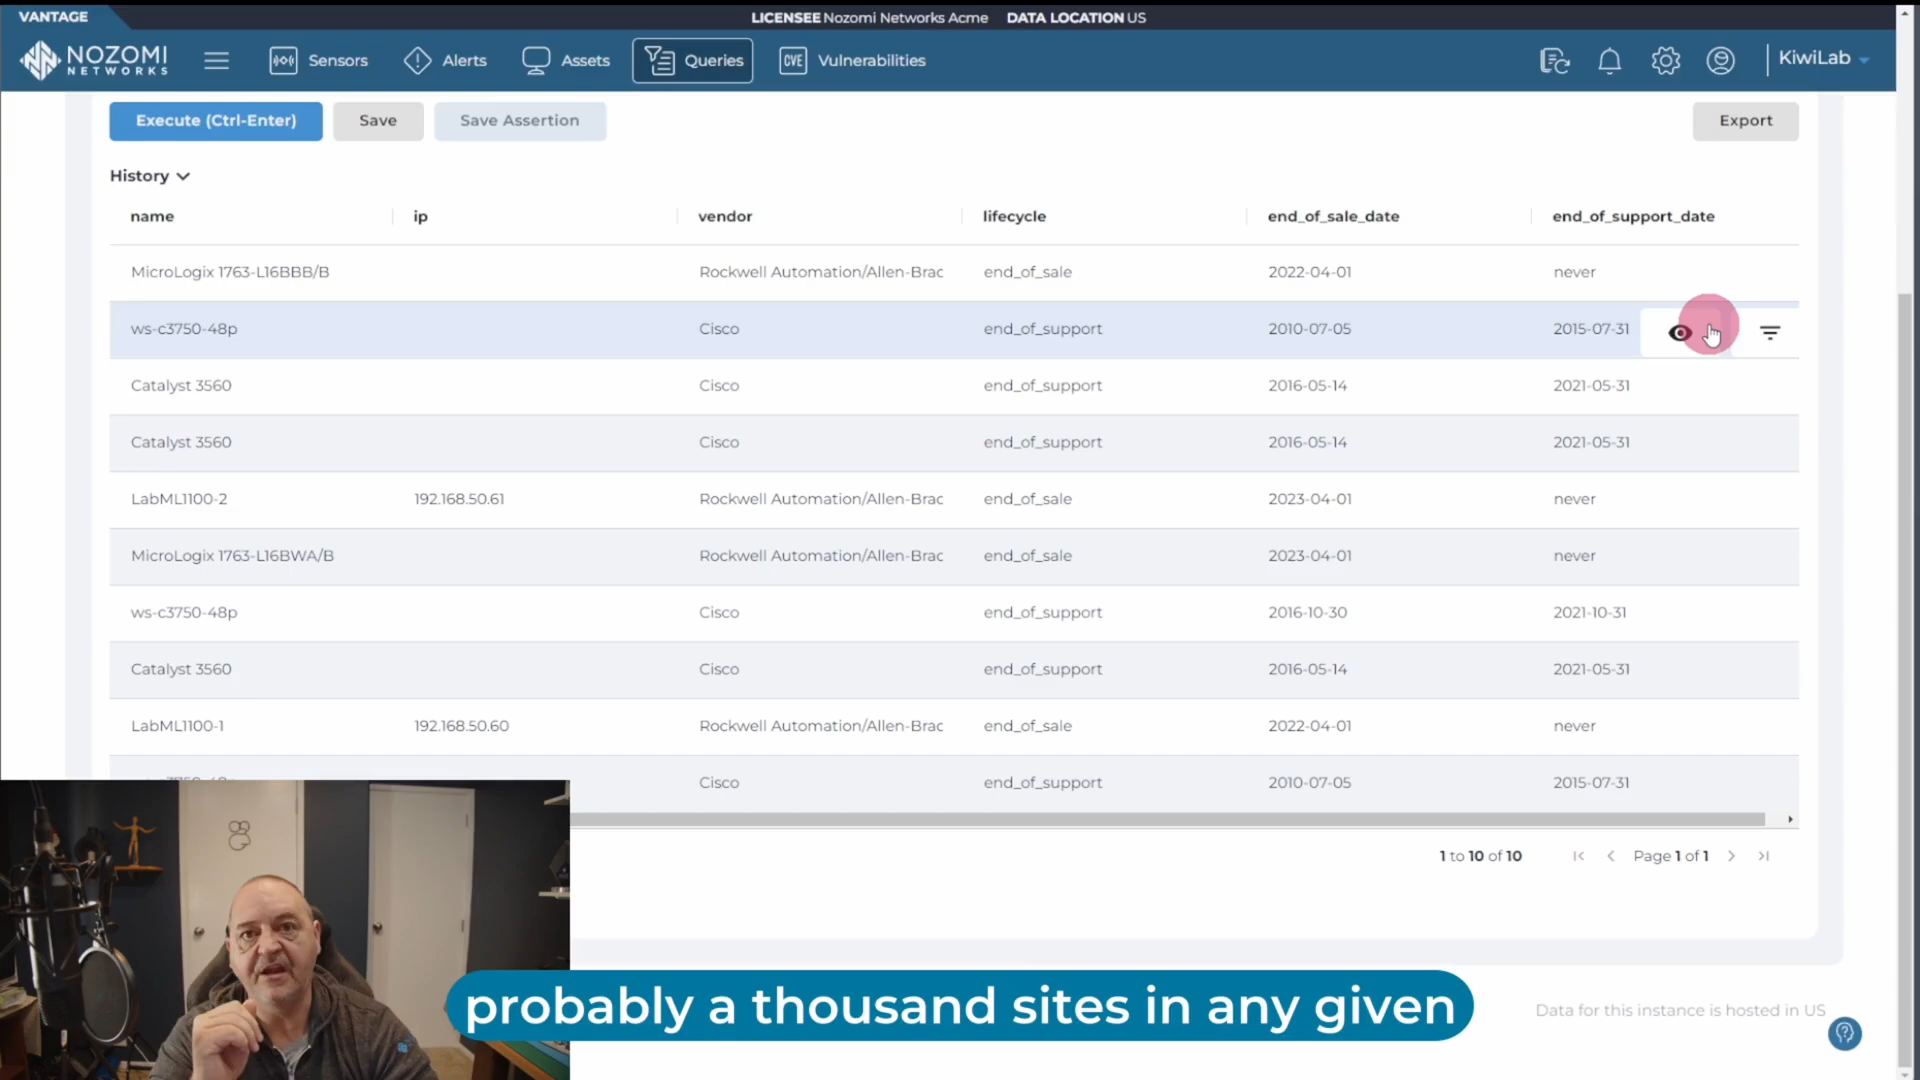 VANTAGE
LICENSEE Nozomi Networks Acme DATA LOCATION US
NOZOMI NETWORKS
Sensors Alerts Assets Queries CVE Vulnerabilities KiwiLab
Execute (Ctrl-Enter) Save Save Assertion Export
History
name ip vendor lifecycle end_of_sale_date end_of_support_date
MicroLogix 1763-L16BBB/B Rockwell Automation/Allen-Brac end_of_sale 2022-04-01 never
ws-c3750-48p Cisco end_of_support 2010-07-05 2015-07-31
Catalyst 3560 Cisco end_of_support 2016-05-14 2021-05-31
Catalyst 3560 Cisco end_of_support 2016-05-14 2021-05-31
LabML1100-2 192.168.50.61 Rockwell Automation/Allen-Brac end_of_sale 2023-04-01 never
MicroLogix 1763-L16BWA/B Rockwell Automation/Allen-Brac end_of_sale 2023-04-01 never
ws-c3750-48p Cisco end_of_support 2016-10-30 2021-10-31
Catalyst 3560 Cisco end_of_support 2016-05-14 2021-05-31
LabML1100-1 192.168.50.60 Rockwell Automation/Allen-Brac end_of_sale 2022-04-01 never
Cisco end_of_support 2010-07-05 2015-07-31
1 to 10 of 10 Page 1 of 1
probably a thousand sites in any given
Data for this instance is hosted in US